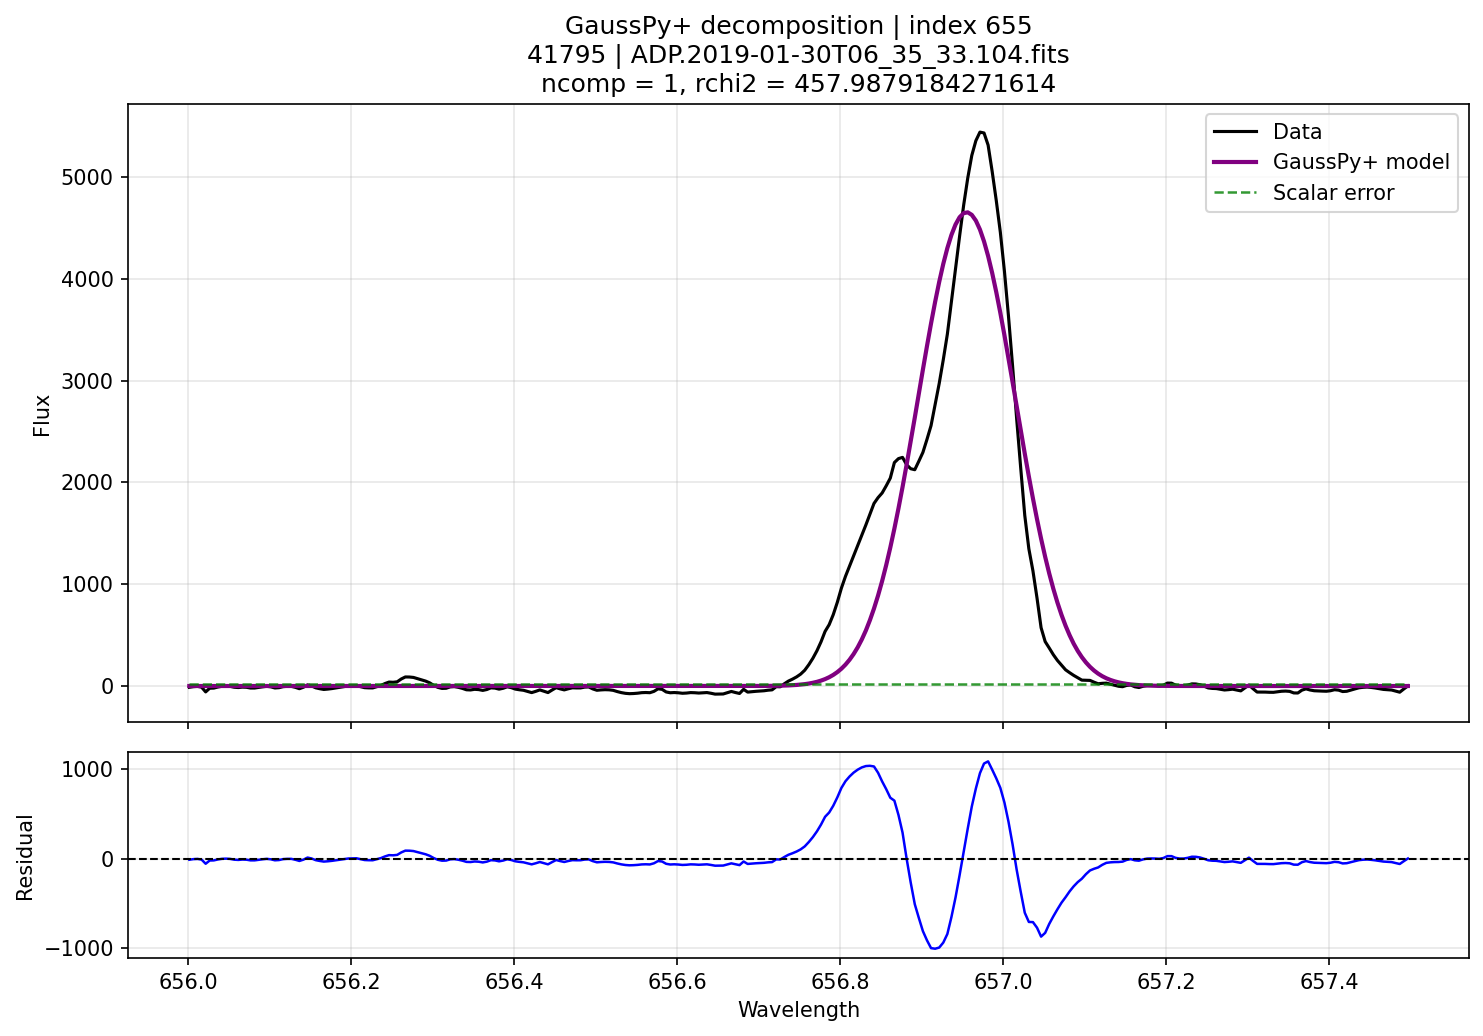 GaussPy+ decomposition | index 655
41795 | ADP.2019-01-30T06_35_33.104.fits
ncomp = 1, rchi2 = 457.9879184271614
Data
GaussPy+ model
Scalar error
Flux
5000
4000
3000
2000
1000
0
Residual
1000
0
−1000
656.0 656.2 656.4 656.6 656.8 657.0 657.2 657.4
Wavelength